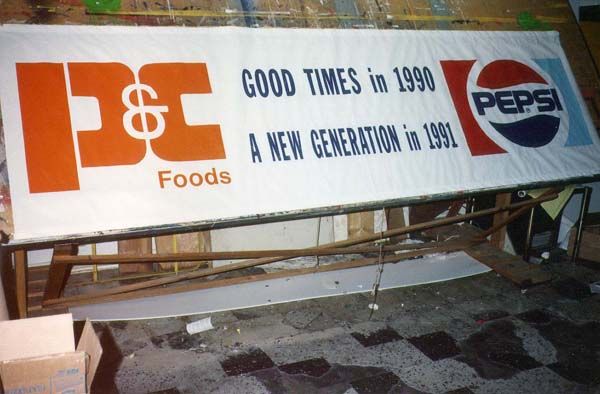 P&C
Foods
GOOD TIMES in 1990
A NEW GENERATION in 1991
PEPSI